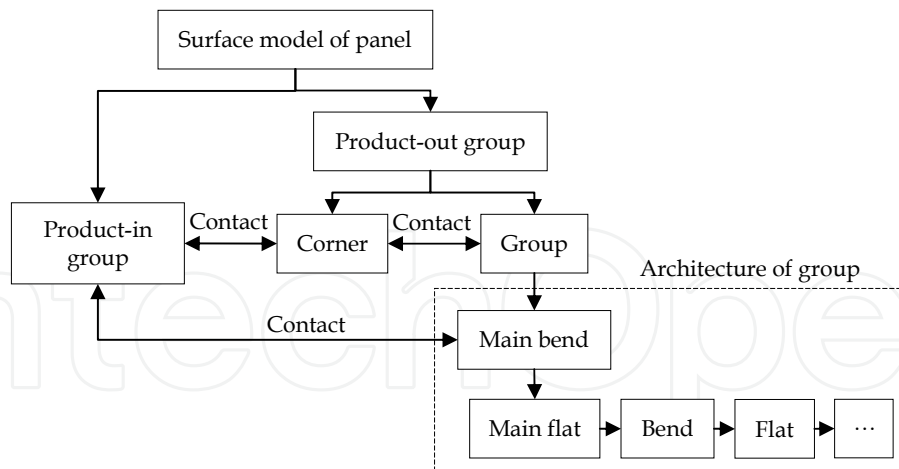 Surface model of panel
Product-out group
Product-in
group
Contact
Corner
Contact
Group
Architecture of group
Contact
Main bend
Main flat
Bend
Flat
...
ntechOpe